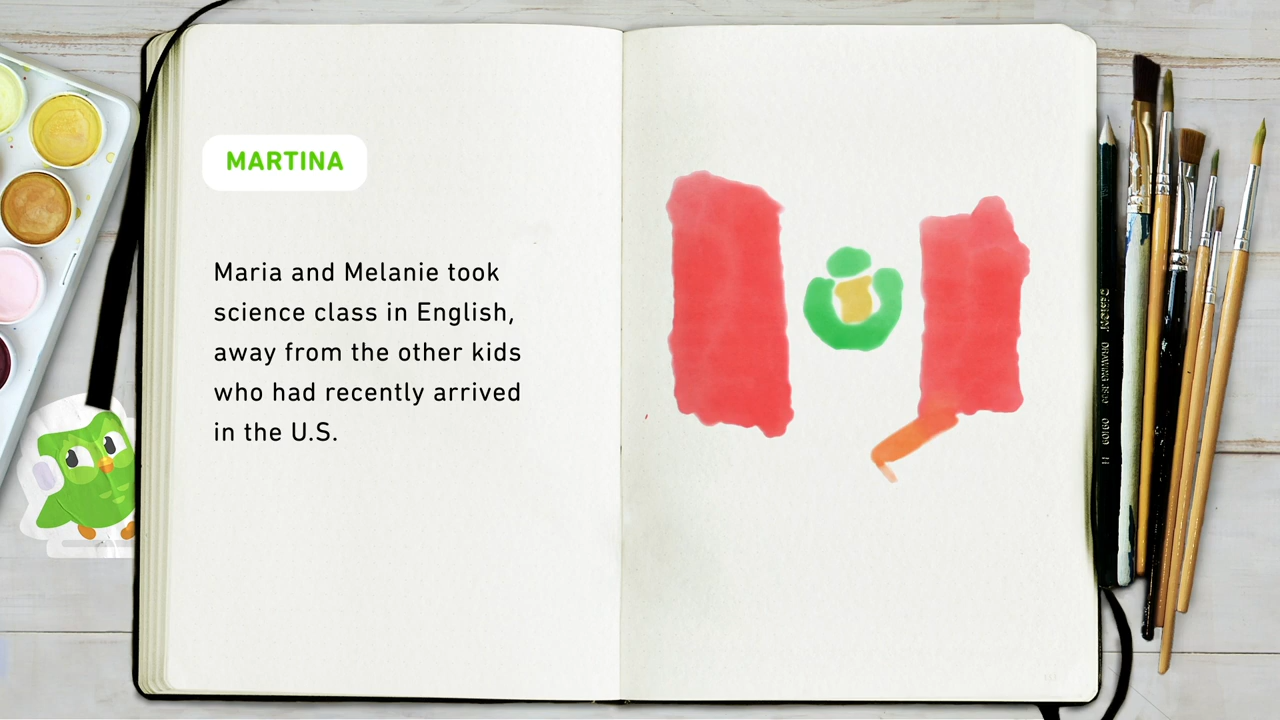 MARTINA
Maria and Melanie took
science class in English,
away from the other kids
who had recently arrived
in the U.S.